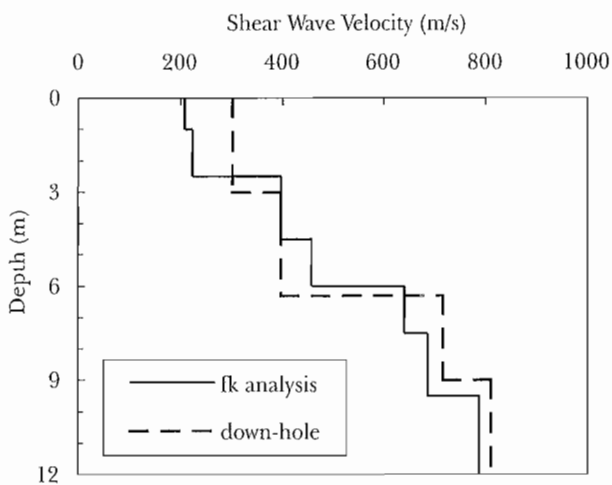 Shear Wave Velocity (m/s)
0 200 400 600 800 1000
0
3
6
9
12
Depth (m)
fk analysis
down-hole